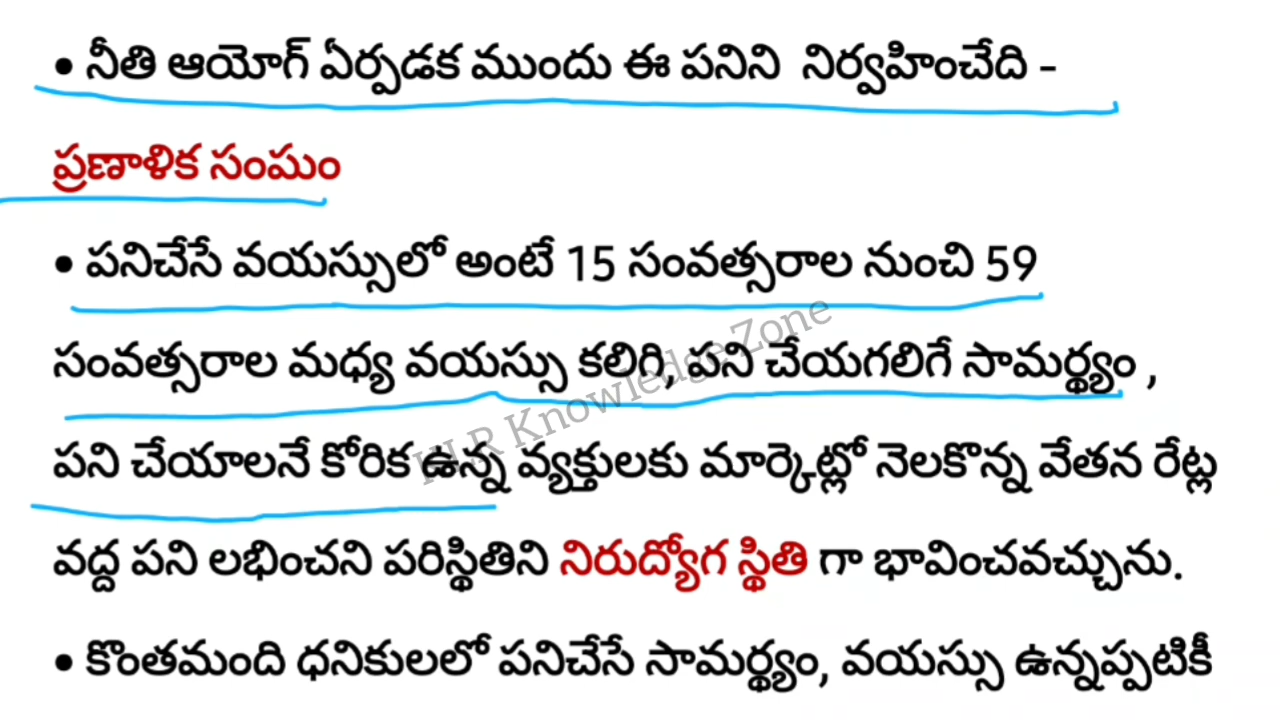 • నీతి ఆయోగ్ ఏర్పడక ముందు ఈ పనిని నిర్వహించేది -
ప్రణాళిక సంఘం
• పనిచేసే వయస్సులో అంటే 15 సంవత్సరాల నుంచి 59
సంవత్సరాల మధ్య వయస్సు కలిగి, పని చేయగలిగే సామర్థ్యం ,
పని చేయాలనే కోరిక ఉన్న వ్యక్తులకు మార్కెట్లో నెలకొన్న వేతన రేట్ల
వద్ద పని లభించని పరిస్థితిని నిరుద్యోగ స్థితి గా భావించవచ్చును.
• కొంతమంది ధనికులలో పనిచేసే సామర్థ్యం, వయస్సు ఉన్నప్పటికీ
Knowledge Zone